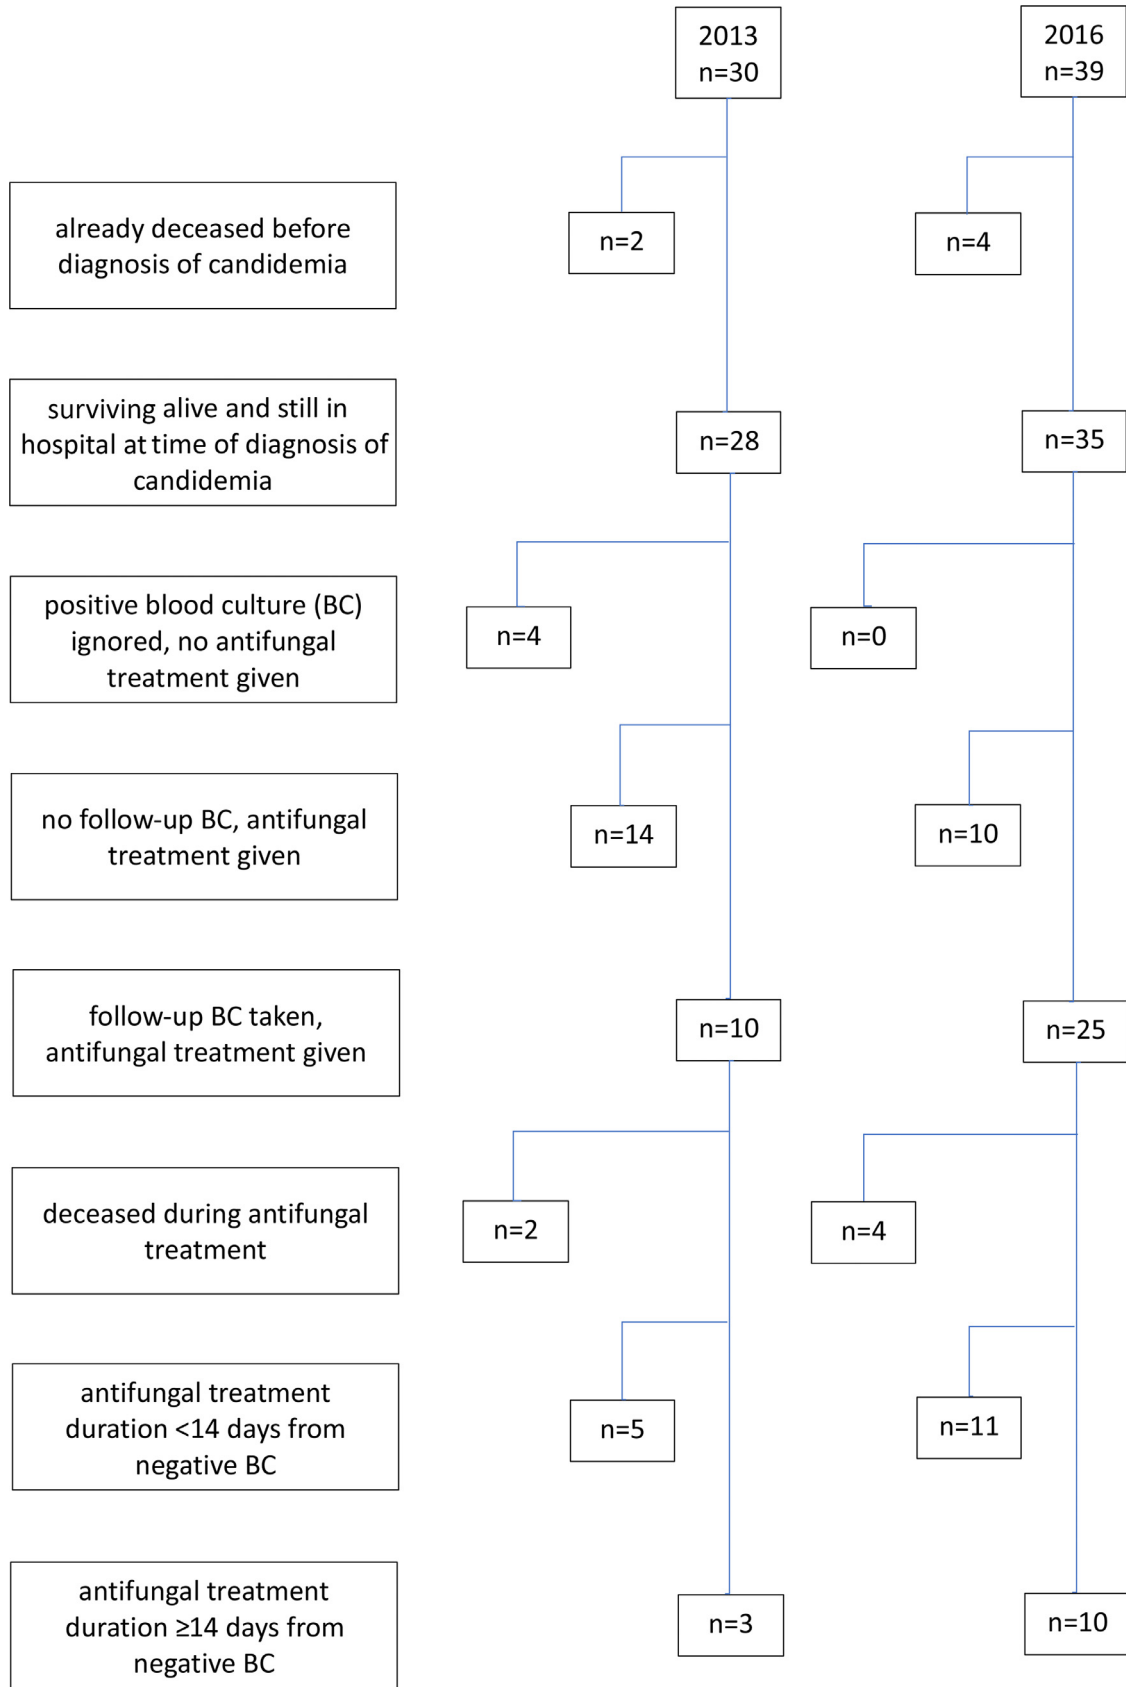 2013
n=30
2016
n=39
already deceased before
diagnosis of candidemia
n=2
n=4
surviving alive and still in
hospital at time of diagnosis of
candidemia
n=28
n=35
positive blood culture (BC)
ignored, no antifungal
treatment given
n=4
n=0
no follow-up BC, antifungal
treatment given
n=14
n=10
follow-up BC taken,
antifungal treatment given
n=10
n=25
deceased during antifungal
treatment
n=2
n=4
antifungal treatment
duration <14 days from
negative BC
n=5
n=11
antifungal treatment
duration ≥14 days from
negative BC
n=3
n=10